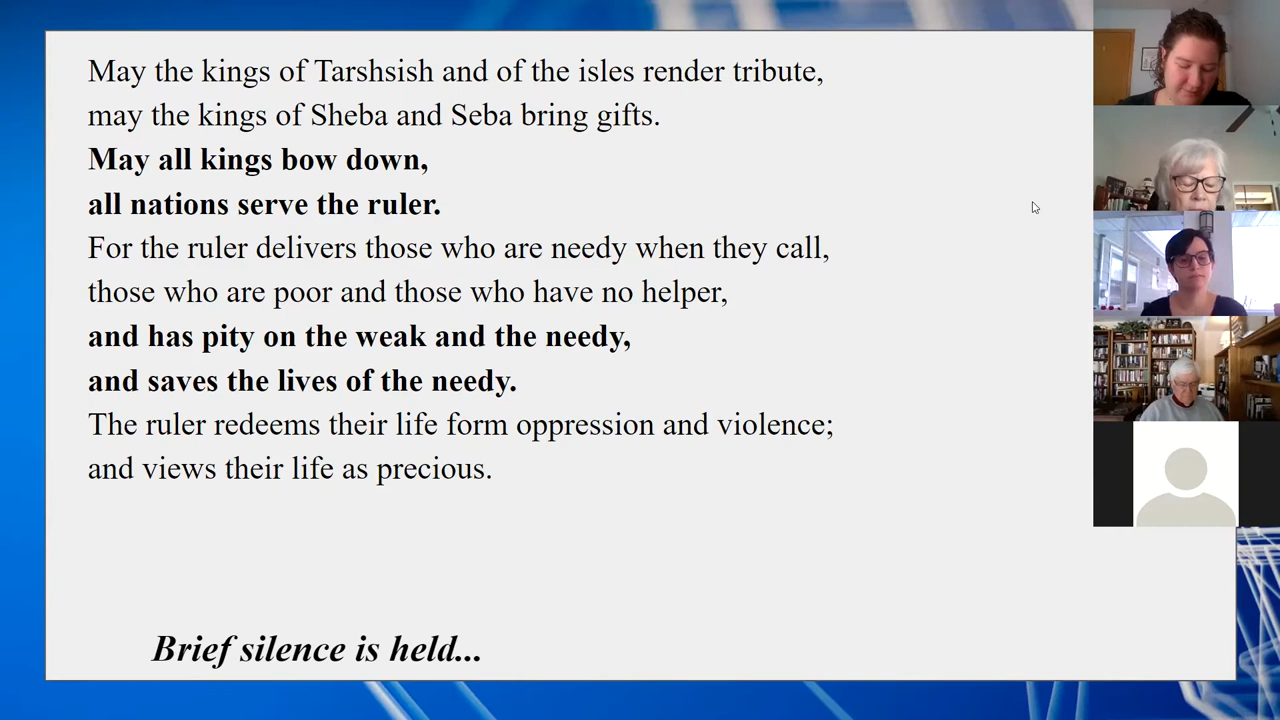 May the kings of Tarshsish and of the isles render tribute,
may the kings of Sheba and Seba bring gifts.
May all kings bow down,
all nations serve the ruler.
For the ruler delivers those who are needy when they call,
those who are poor and those who have no helper,
and has pity on the weak and the needy,
and saves the lives of the needy.
The ruler redeems their life form oppression and violence;
and views their life as precious.
Brief silence is held...